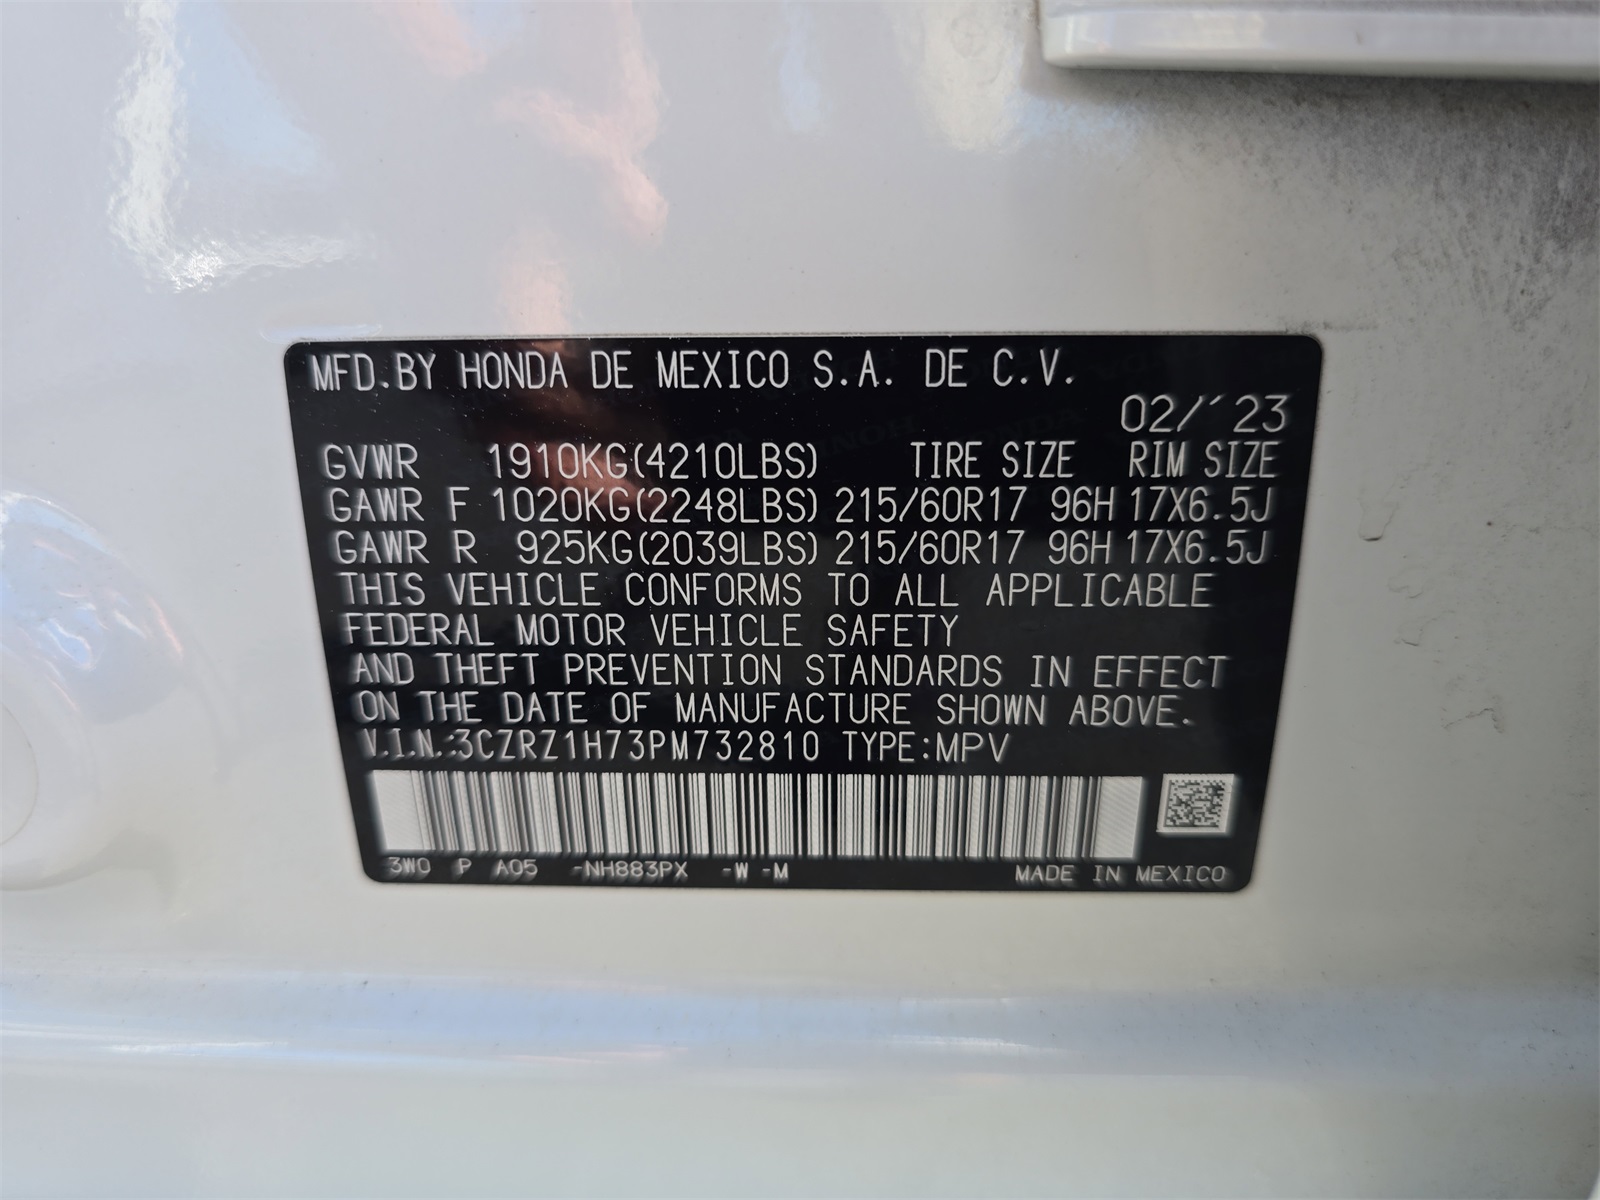 MFD.BY HONDA DE MEXICO S.A. DE C.V.
02/´23
GVWR 1910KG(4210LBS) TIRE SIZE RIM SIZE
GAWR F 1020KG(2248LBS) 215/60R17 96H 17X6.5J
GAWR R 925KG(2039LBS) 215/60R17 96H 17X6.5J
THIS VEHICLE CONFORMS TO ALL APPLICABLE
FEDERAL MOTOR VEHICLE SAFETY
AND THEFT PREVENTION STANDARDS IN EFFECT
ON THE DATE OF MANUFACTURE SHOWN ABOVE.
V.I.N.:3CZRZ1H73PM732810 TYPE:MPV
3W0 P A05 -NH883PX -W -M MADE IN MEXICO